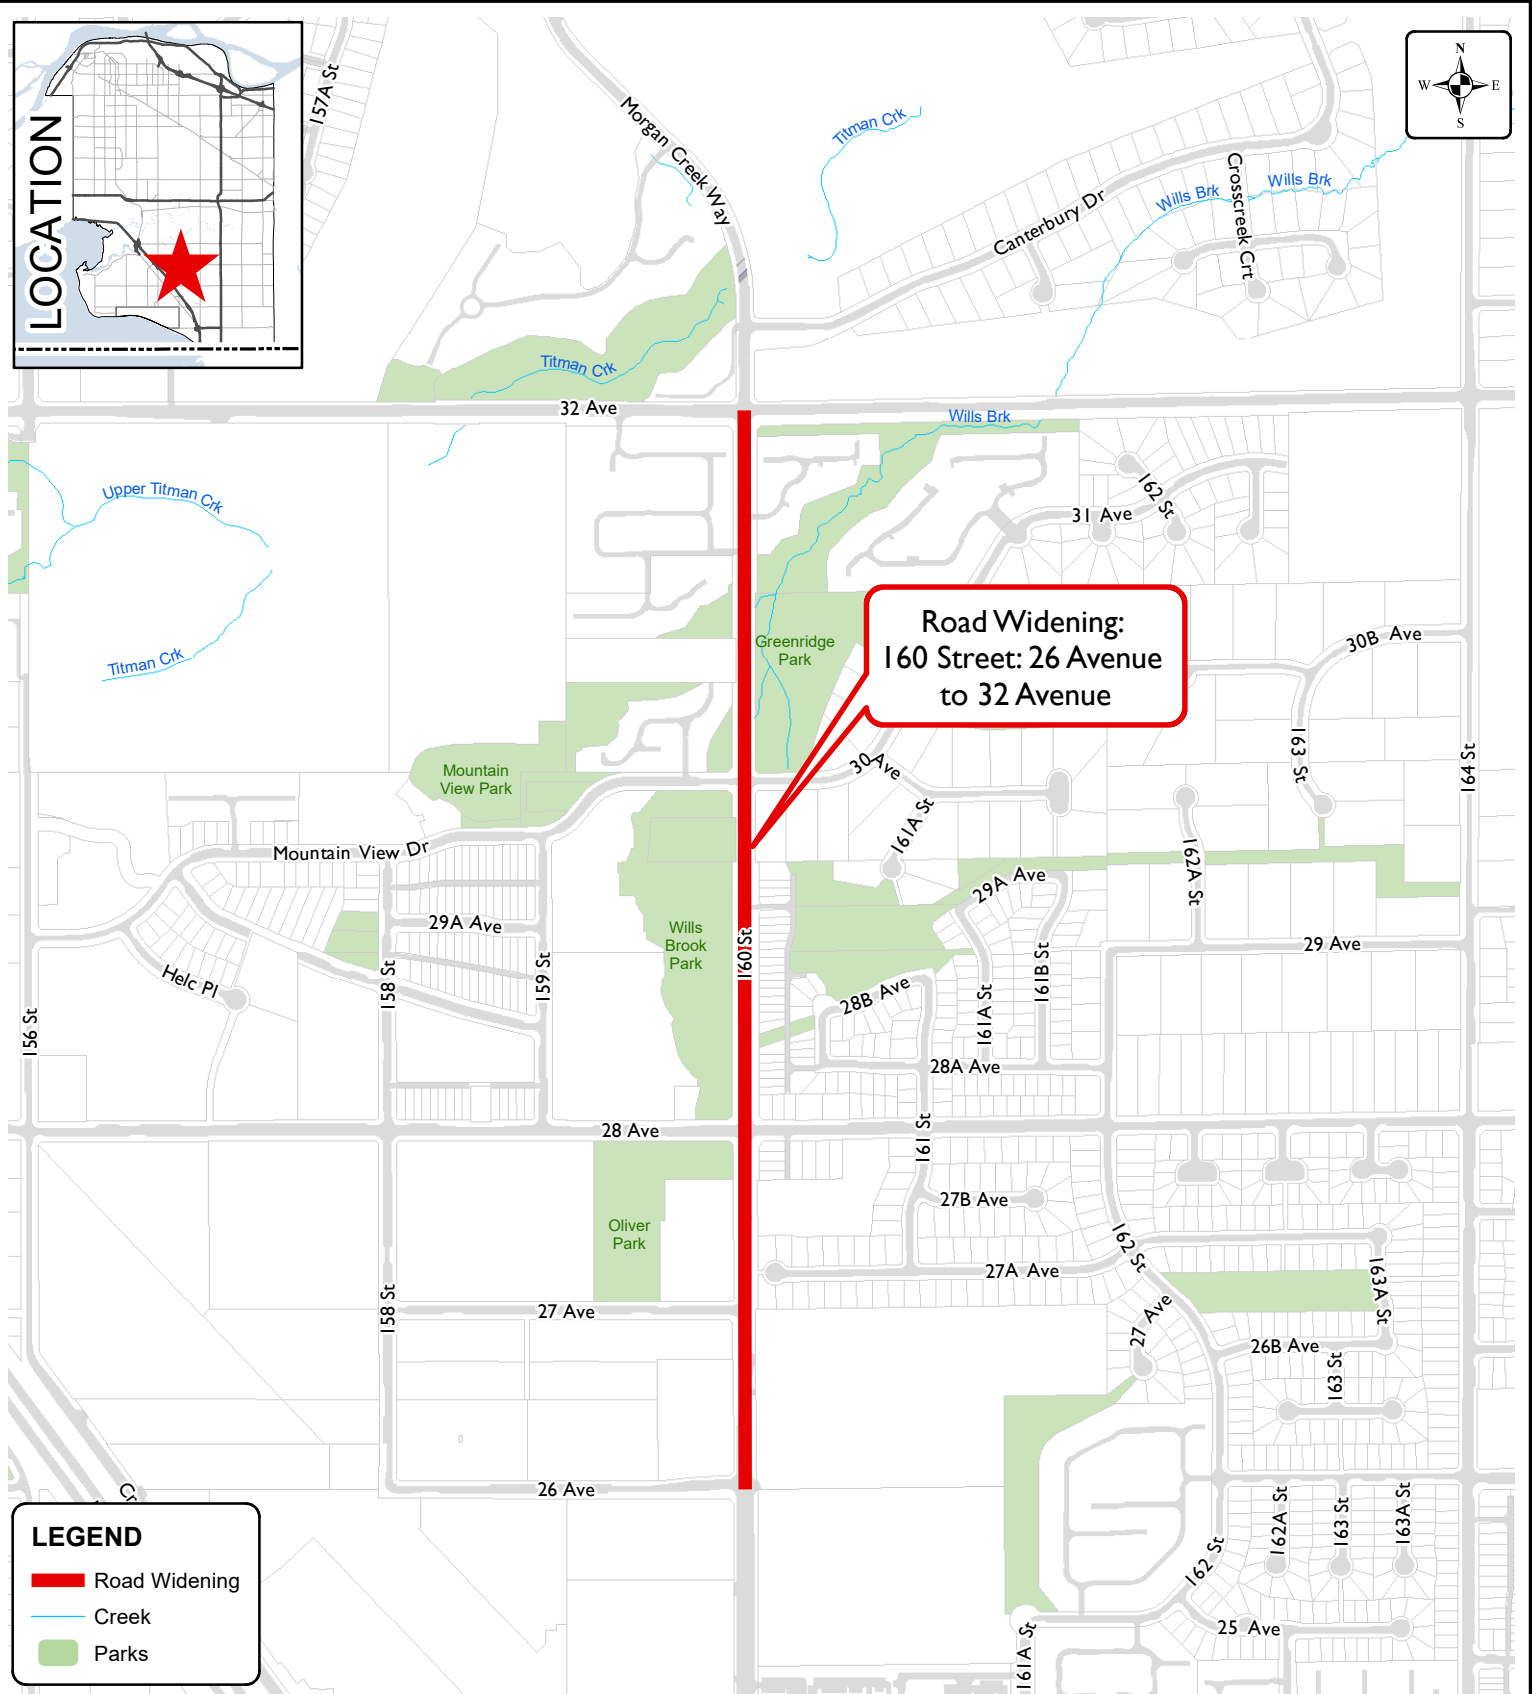 LOCATION
157A St
Morgan Creek Way
Titman Crk
N
W
E
S
Crosscreek Crt
Wills Brk
Wills Brk
Canterbury Dr
Titman Crk
32 Ave
Wills Brk
Upper Titman Crk
162 St
31 Ave
Road Widening:
160 Street: 26 Avenue
to 32 Avenue
Greenridge
Park
30B Ave
Titman Crk
163 St
164 St
Mountain
View Park
30 Ave
161A St
Mountain View Dr
162A St
29A Ave
29A Ave
Wills
Brook
Park
160 St
29 Ave
Helc Pl
158 St
159 St
161B St
28B Ave
161A St
156 St
28A Ave
28 Ave
161 St
27B Ave
Oliver
Park
162 St
27A Ave
163A St
158 St
27 Ave
27 Ave
26B Ave
163 St
26 Ave
Cr
162A St
163 St
163A St
162 St
25 Ave
161A St
LEGEND
Road Widening
Creek
Parks